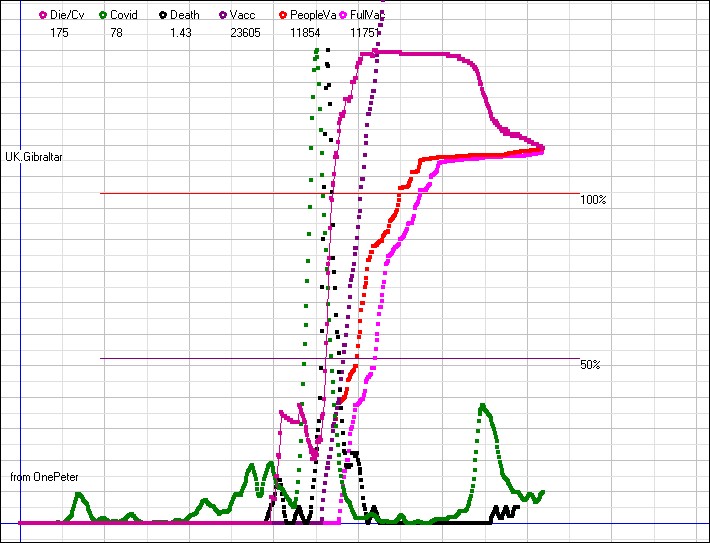 Die/Cv Covid Death Vacc PeopleVa FullVac
175 78 1.43 23605 11854 11751
UK.Gibraltar
100%
50%
from OnePeter